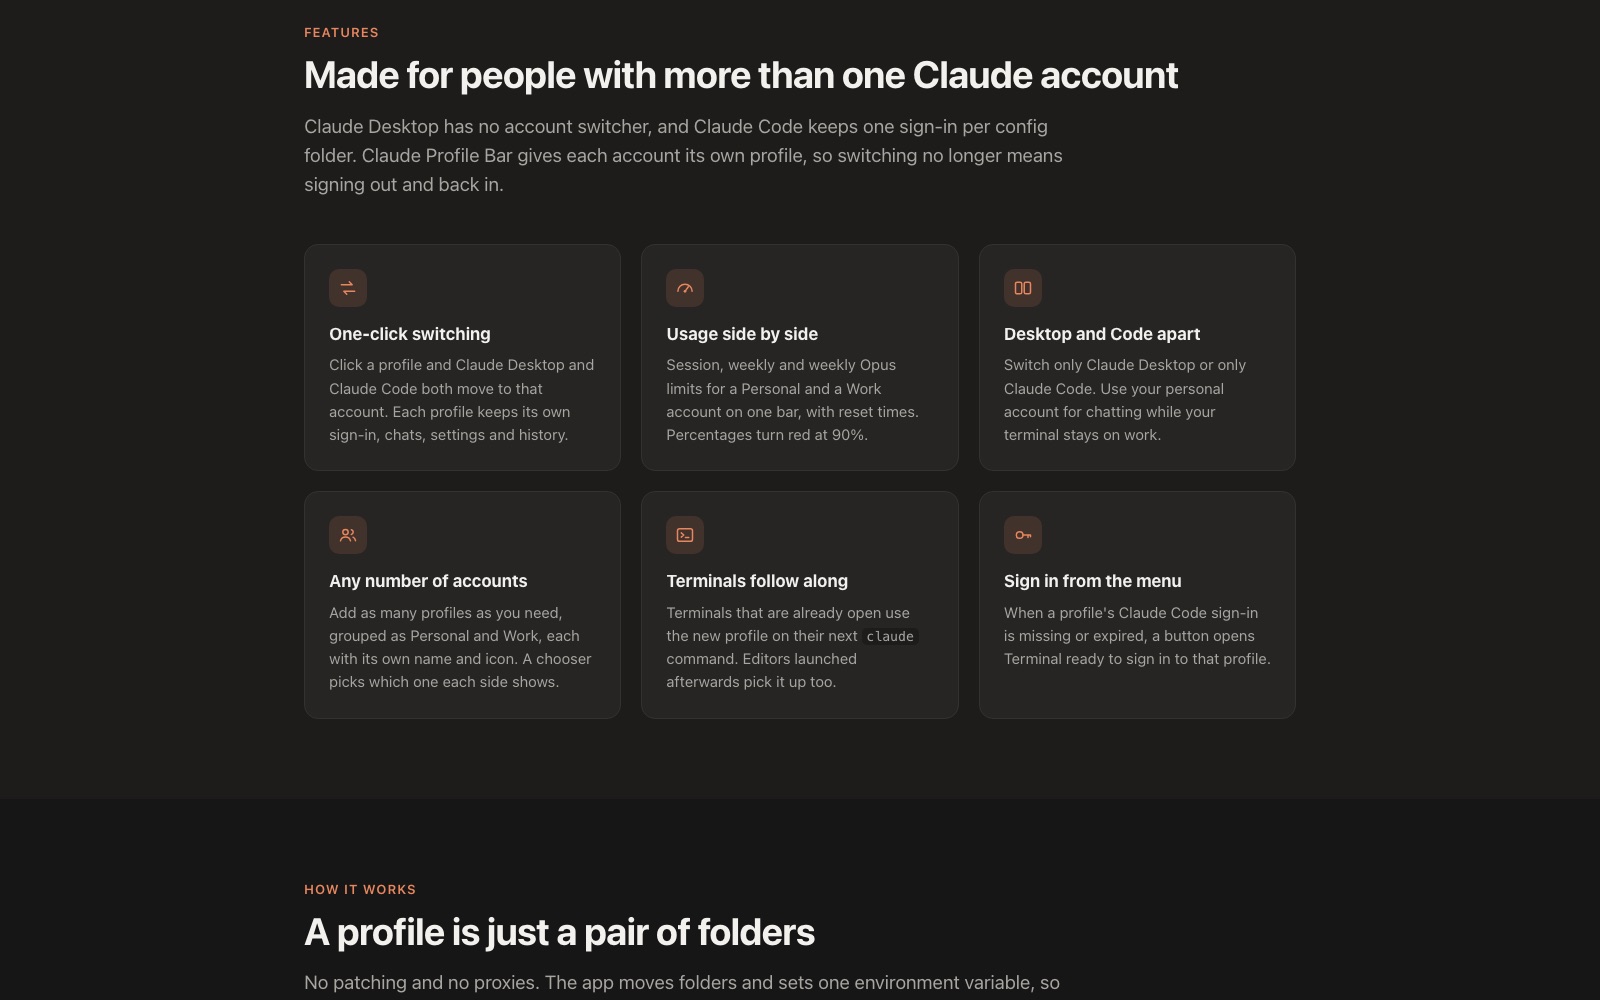 FEATURES
Made for people with more than one Claude account
Claude Desktop has no account switcher, and Claude Code keeps one sign-in per config
folder. Claude Profile Bar gives each account its own profile, so switching no longer means
signing out and back in.
One-click switching
Click a profile and Claude Desktop and
Claude Code both move to that
account. Each profile keeps its own
sign-in, chats, settings and history.
Usage side by side
Session, weekly and weekly Opus
limits for a Personal and a Work
account on one bar, with reset times.
Percentages turn red at 90%.
Desktop and Code apart
Switch only Claude Desktop or only
Claude Code. Use your personal
account for chatting while your
terminal stays on work.
Any number of accounts
Add as many profiles as you need,
grouped as Personal and Work, each
with its own name and icon. A chooser
picks which one each side shows.
Terminals follow along
Terminals that are already open use
the new profile on their next claude
command. Editors launched
afterwards pick it up too.
Sign in from the menu
When a profile's Claude Code sign-in
is missing or expired, a button opens
Terminal ready to sign in to that profile.
HOW IT WORKS
A profile is just a pair of folders
No patching and no proxies. The app moves folders and sets one environment variable, so